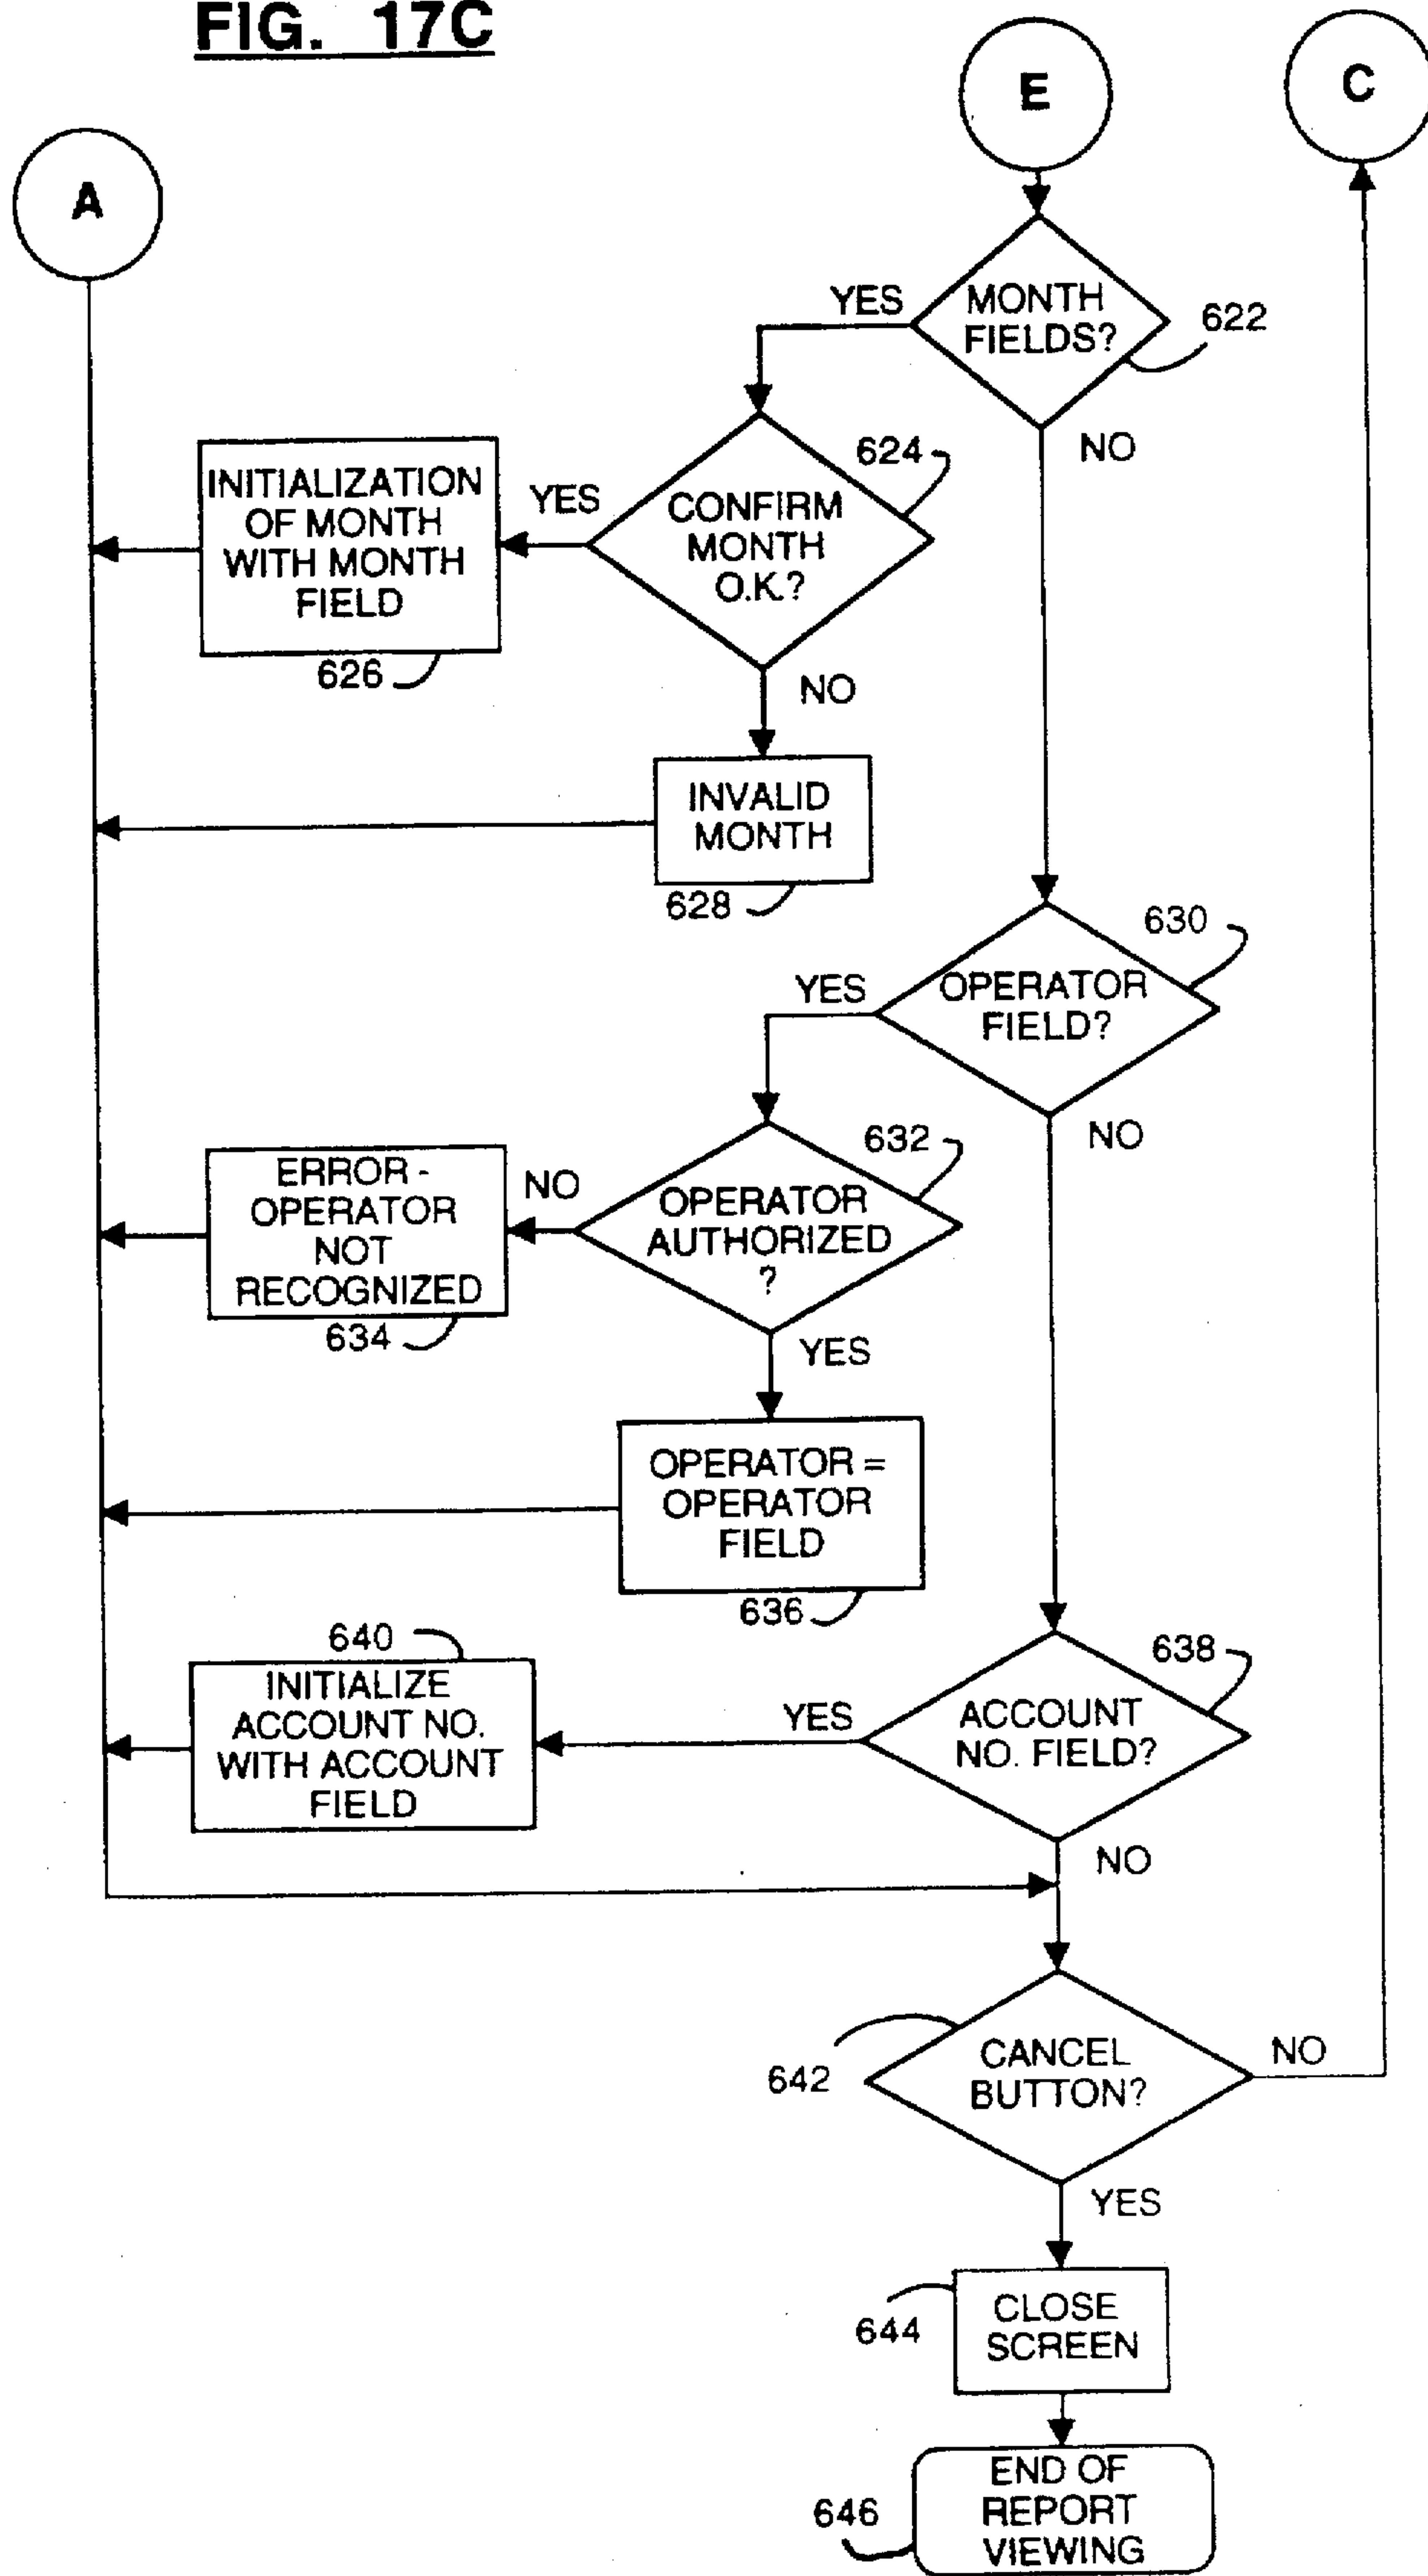 FIG. 17C
E
C
A
YES
MONTH
FIELDS?
622
NO
624
INITIALIZATION
OF MONTH
WITH MONTH
FIELD
YES
CONFIRM
MONTH
O.K.?
626
NO
INVALID
MONTH
628
630
YES
OPERATOR
FIELD?
NO
632
ERROR -
OPERATOR
NOT
RECOGNIZED
NO
OPERATOR
AUTHORIZED
?
634
YES
OPERATOR =
OPERATOR
FIELD
636
640
638
INITIALIZE
ACCOUNT NO.
WITH ACCOUNT
FIELD
YES
ACCOUNT
NO. FIELD?
NO
642
CANCEL
BUTTON?
NO
YES
644
CLOSE
SCREEN
646
END OF
REPORT
VIEWING